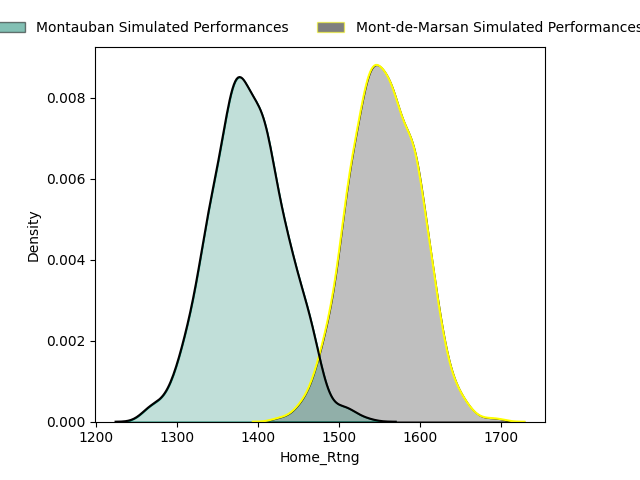 Montauban Simulated Performances Mont-de-Marsan Simulated Performances
0.008
0.006
0.004
0.002
0.000
Density
1200 1300 1400 1500 1600 1700
Home_Rtng